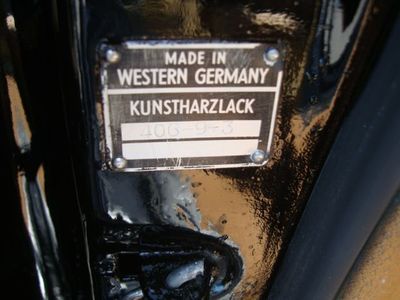 MADE IN
WESTERN GERMANY
KUNSTHARZLACK
406-9-3